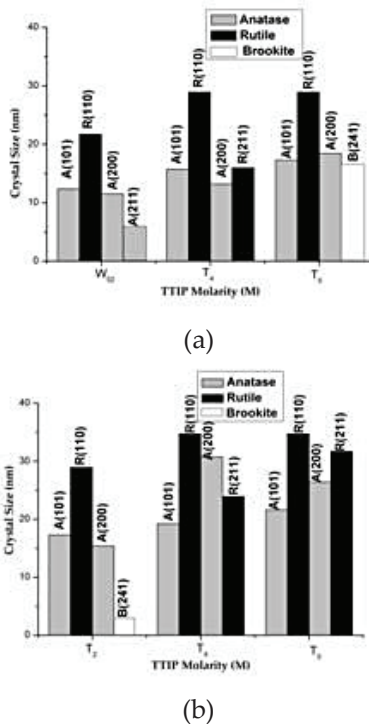 Anatase
Rutile
Brookite
Crystal Size (nm)
40
30
20
10
0
A(101)
R(110)
A(200)
A(211)
A(101)
R(110)
A(200)
R(211)
A(101)
R(110)
A(200)
B(241)
T₄
TTIP Molarity (M)
(a)
Anatase
Rutile
Brookite
Crystal Size (nm)
40
30
20
10
0
A(101)
R(110)
A(200)
B(241)
A(101)
R(110)
A(200)
R(211)
A(101)
R(110)
A(200)
R(211)
T₂
TTIP Molarity (M)
(b)